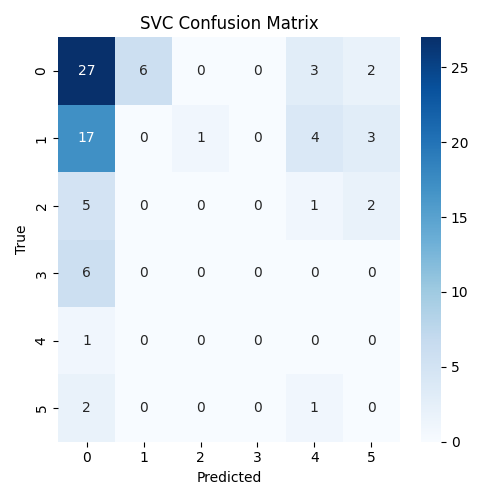 SVC Confusion Matrix
0 27 6 0 0 3 2
1 17 0 1 0 4 3
2 5 0 0 0 1 2
3 6 0 0 0 0 0
4 1 0 0 0 0 0
5 2 0 0 0 1 0
0 1 2 3 4 5
True
Predicted
25
20
15
10
5
0